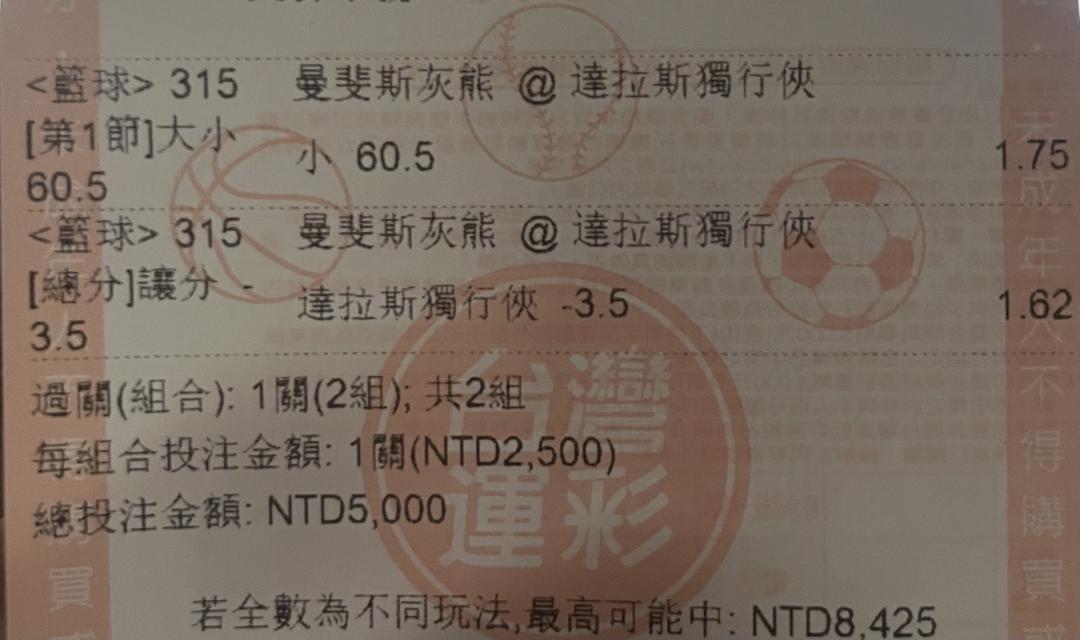 <籃球> 315 曼斐斯灰熊 @ 達拉斯獨行俠
[第1節]大小 小 60.5 1.75
60.5
<籃球> 315 曼斐斯灰熊 @ 達拉斯獨行俠
[總分]讓分 - 達拉斯獨行俠 -3.5 1.62
3.5
過關(組合): 1關(2組); 共2組
每組合投注金額: 1關(NTD2,500)
總投注金額: NTD5,000
若全數為不同玩法,最高可能中: NTD8,425
台灣
運彩
未成年人不得購買